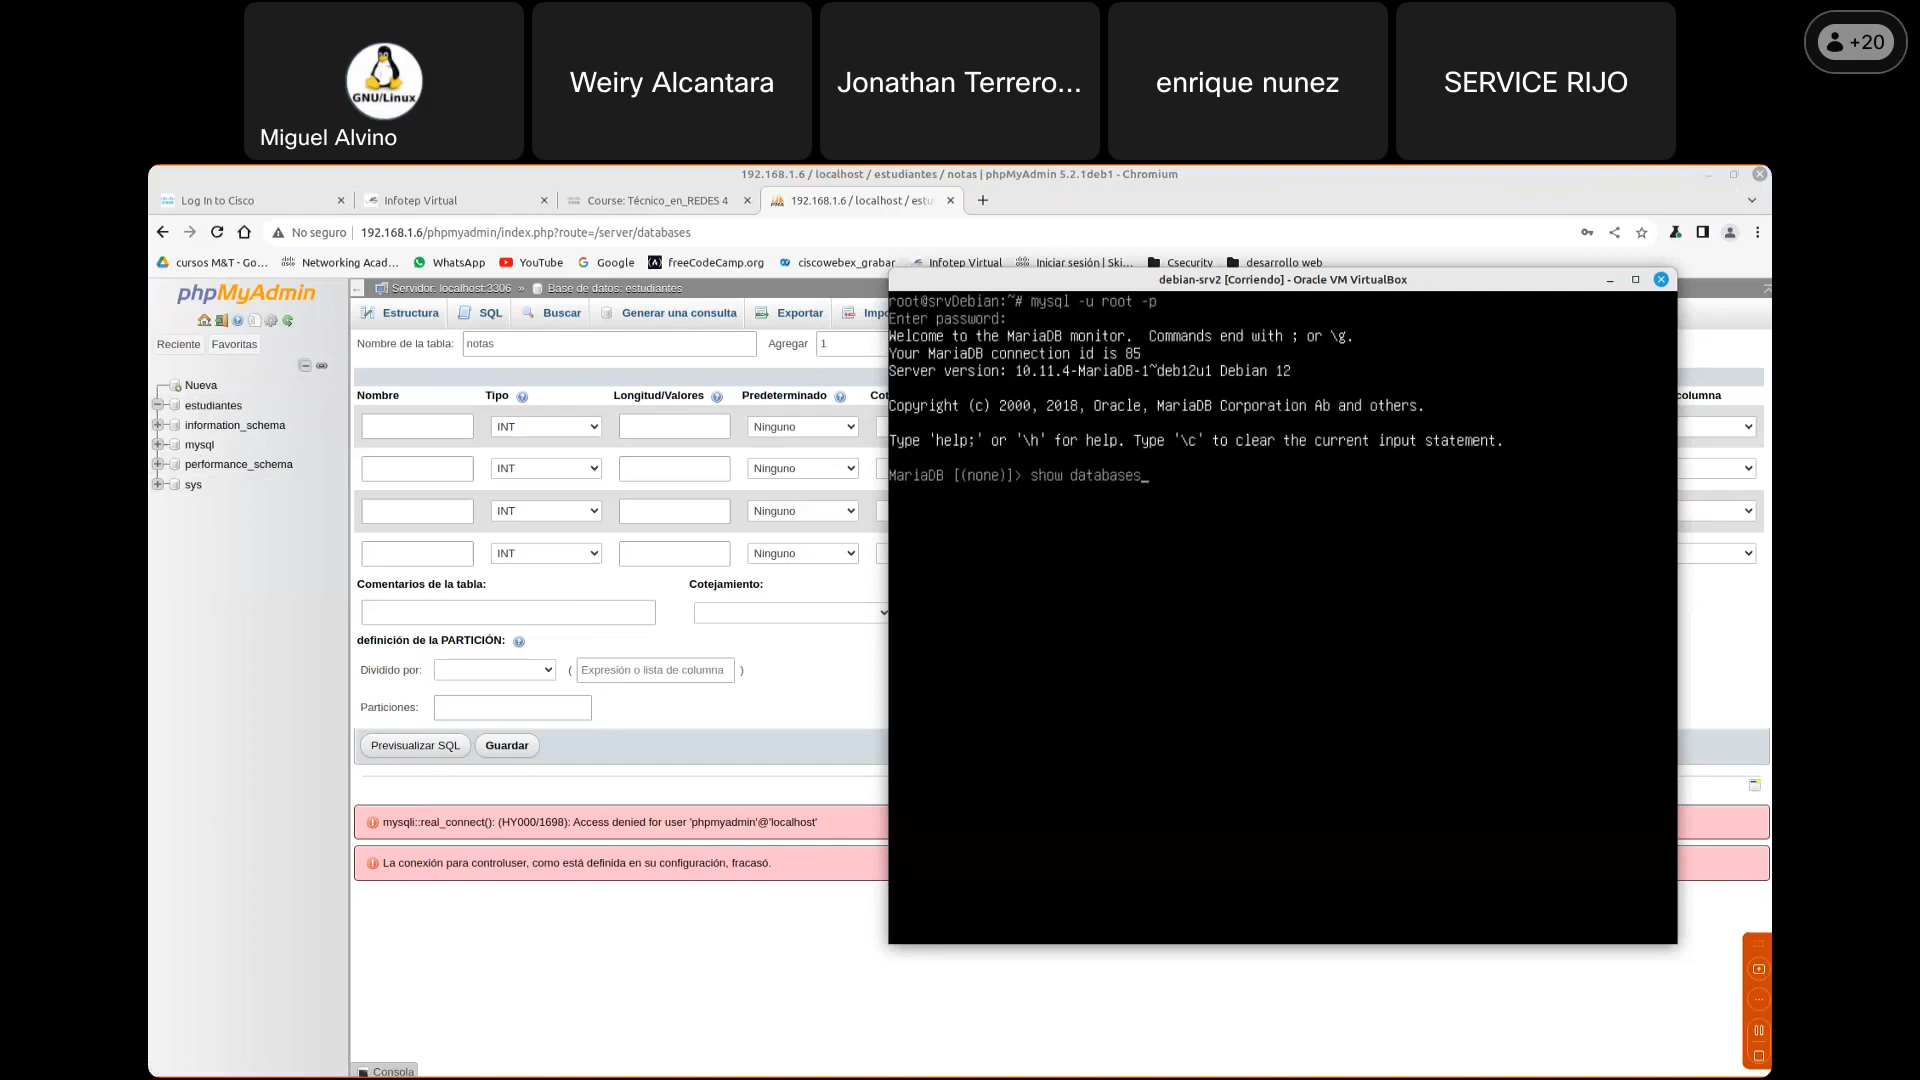 GNU/Linux
Miguel Alvino
Weiry Alcantara
Jonathan Terrero...
enrique nunez
SERVICE RIJO
+20
192.168.1.6 / localhost / estudiantes / notas | phpMyAdmin 5.2.1deb1 - Chromium
Log In to Cisco
Infotep Virtual
Course: Técnico_en_REDES 4
192.168.1.6 / localhost / estu
No seguro
192.168.1.6/phpmyadmin/index.php?route=/server/databases
cursos M&T - Go...
Networking Acad...
WhatsApp
YouTube
Google
freeCodeCamp.org
ciscowebex_grabar
Infotep Virtual
Iniciar sesión | Ski...
Csecurity
desarrollo web
phpMyAdmin
Reciente
Favoritas
Nueva
estudiantes
information_schema
mysql
performance_schema
sys
Servidor: localhost:3306 » Base de datos: estudiantes
Estructura
SQL
Buscar
Generar una consulta
Exportar
Impo
Nombre de la tabla: notas
Agregar 1
Nombre
Tipo
Longitud/Valores
Predeterminado
Cot
columna
INT
Ninguno
INT
Ninguno
INT
Ninguno
INT
Ninguno
Comentarios de la tabla:
Cotejamiento:
definición de la PARTICIÓN:
Dividido por:
( Expresión o lista de columna )
Particiones:
Previsualizar SQL
Guardar
mysqli::real_connect(): (HY000/1698): Access denied for user 'phpmyadmin'@'localhost'
La conexión para controluser, como está definida en su configuración, fracasó.
Consola
debian-srv2 [Corriendo] - Oracle VM VirtualBox
root@srvDebian:~# mysql -u root -p
Enter password:
Welcome to the MariaDB monitor.  Commands end with ; or \g.
Your MariaDB connection id is 85
Server version: 10.11.4-MariaDB-1~deb12u1 Debian 12
Copyright (c) 2000, 2018, Oracle, MariaDB Corporation Ab and others.
Type 'help;' or '\h' for help. Type '\c' to clear the current input statement.
MariaDB [(none)]> show databases_